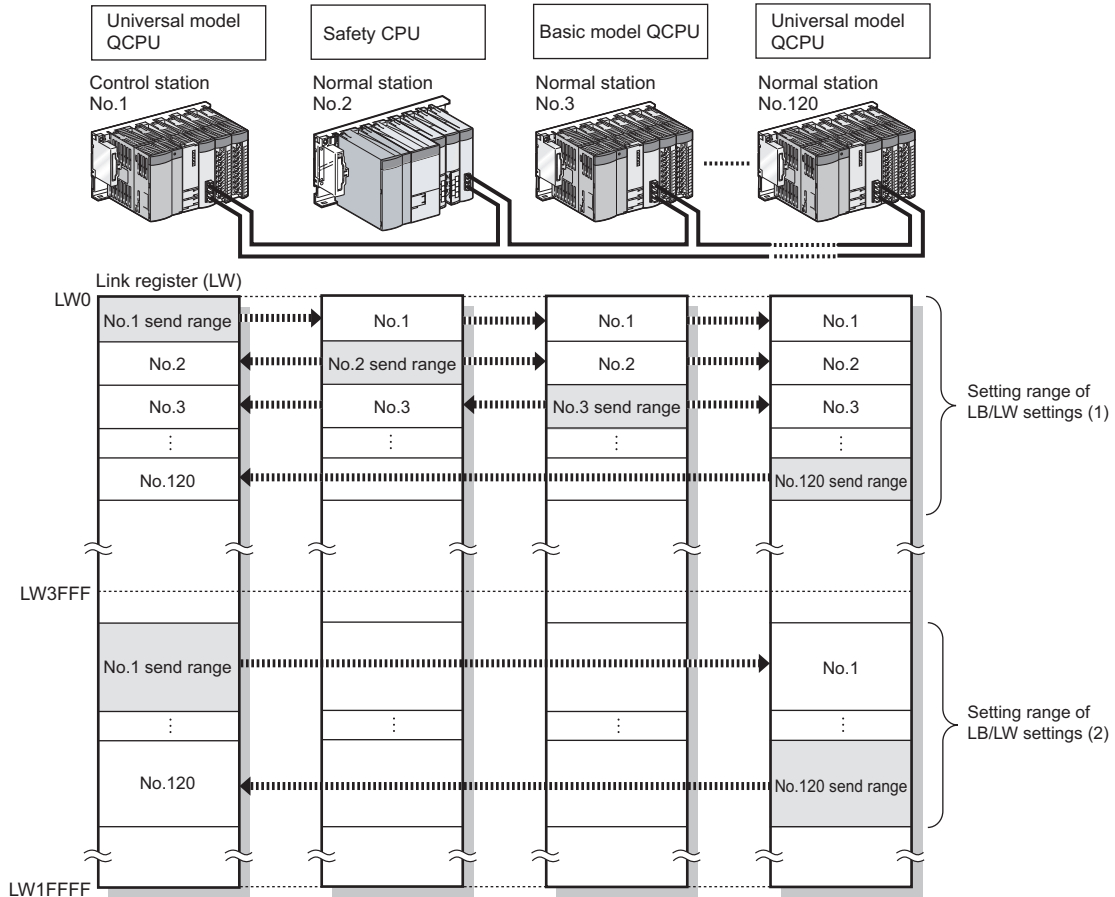 Universal model
QCPU
Safety CPU
Basic model QCPU
Universal model
QCPU
Control station
No.1
Normal station
No.2
Normal station
No.3
Normal station
No.120
Link register (LW)
LW0
No.1 send range
No.1
No.1
No.1
No.2
No.2 send range
No.2
No.2
No.3
No.3
No.3 send range
No.3
No.120
No.120 send range
Setting range of
LB/LW settings (1)
LW3FFF
No.1 send range
No.1
No.120
No.120 send range
Setting range of
LB/LW settings (2)
LW1FFFF